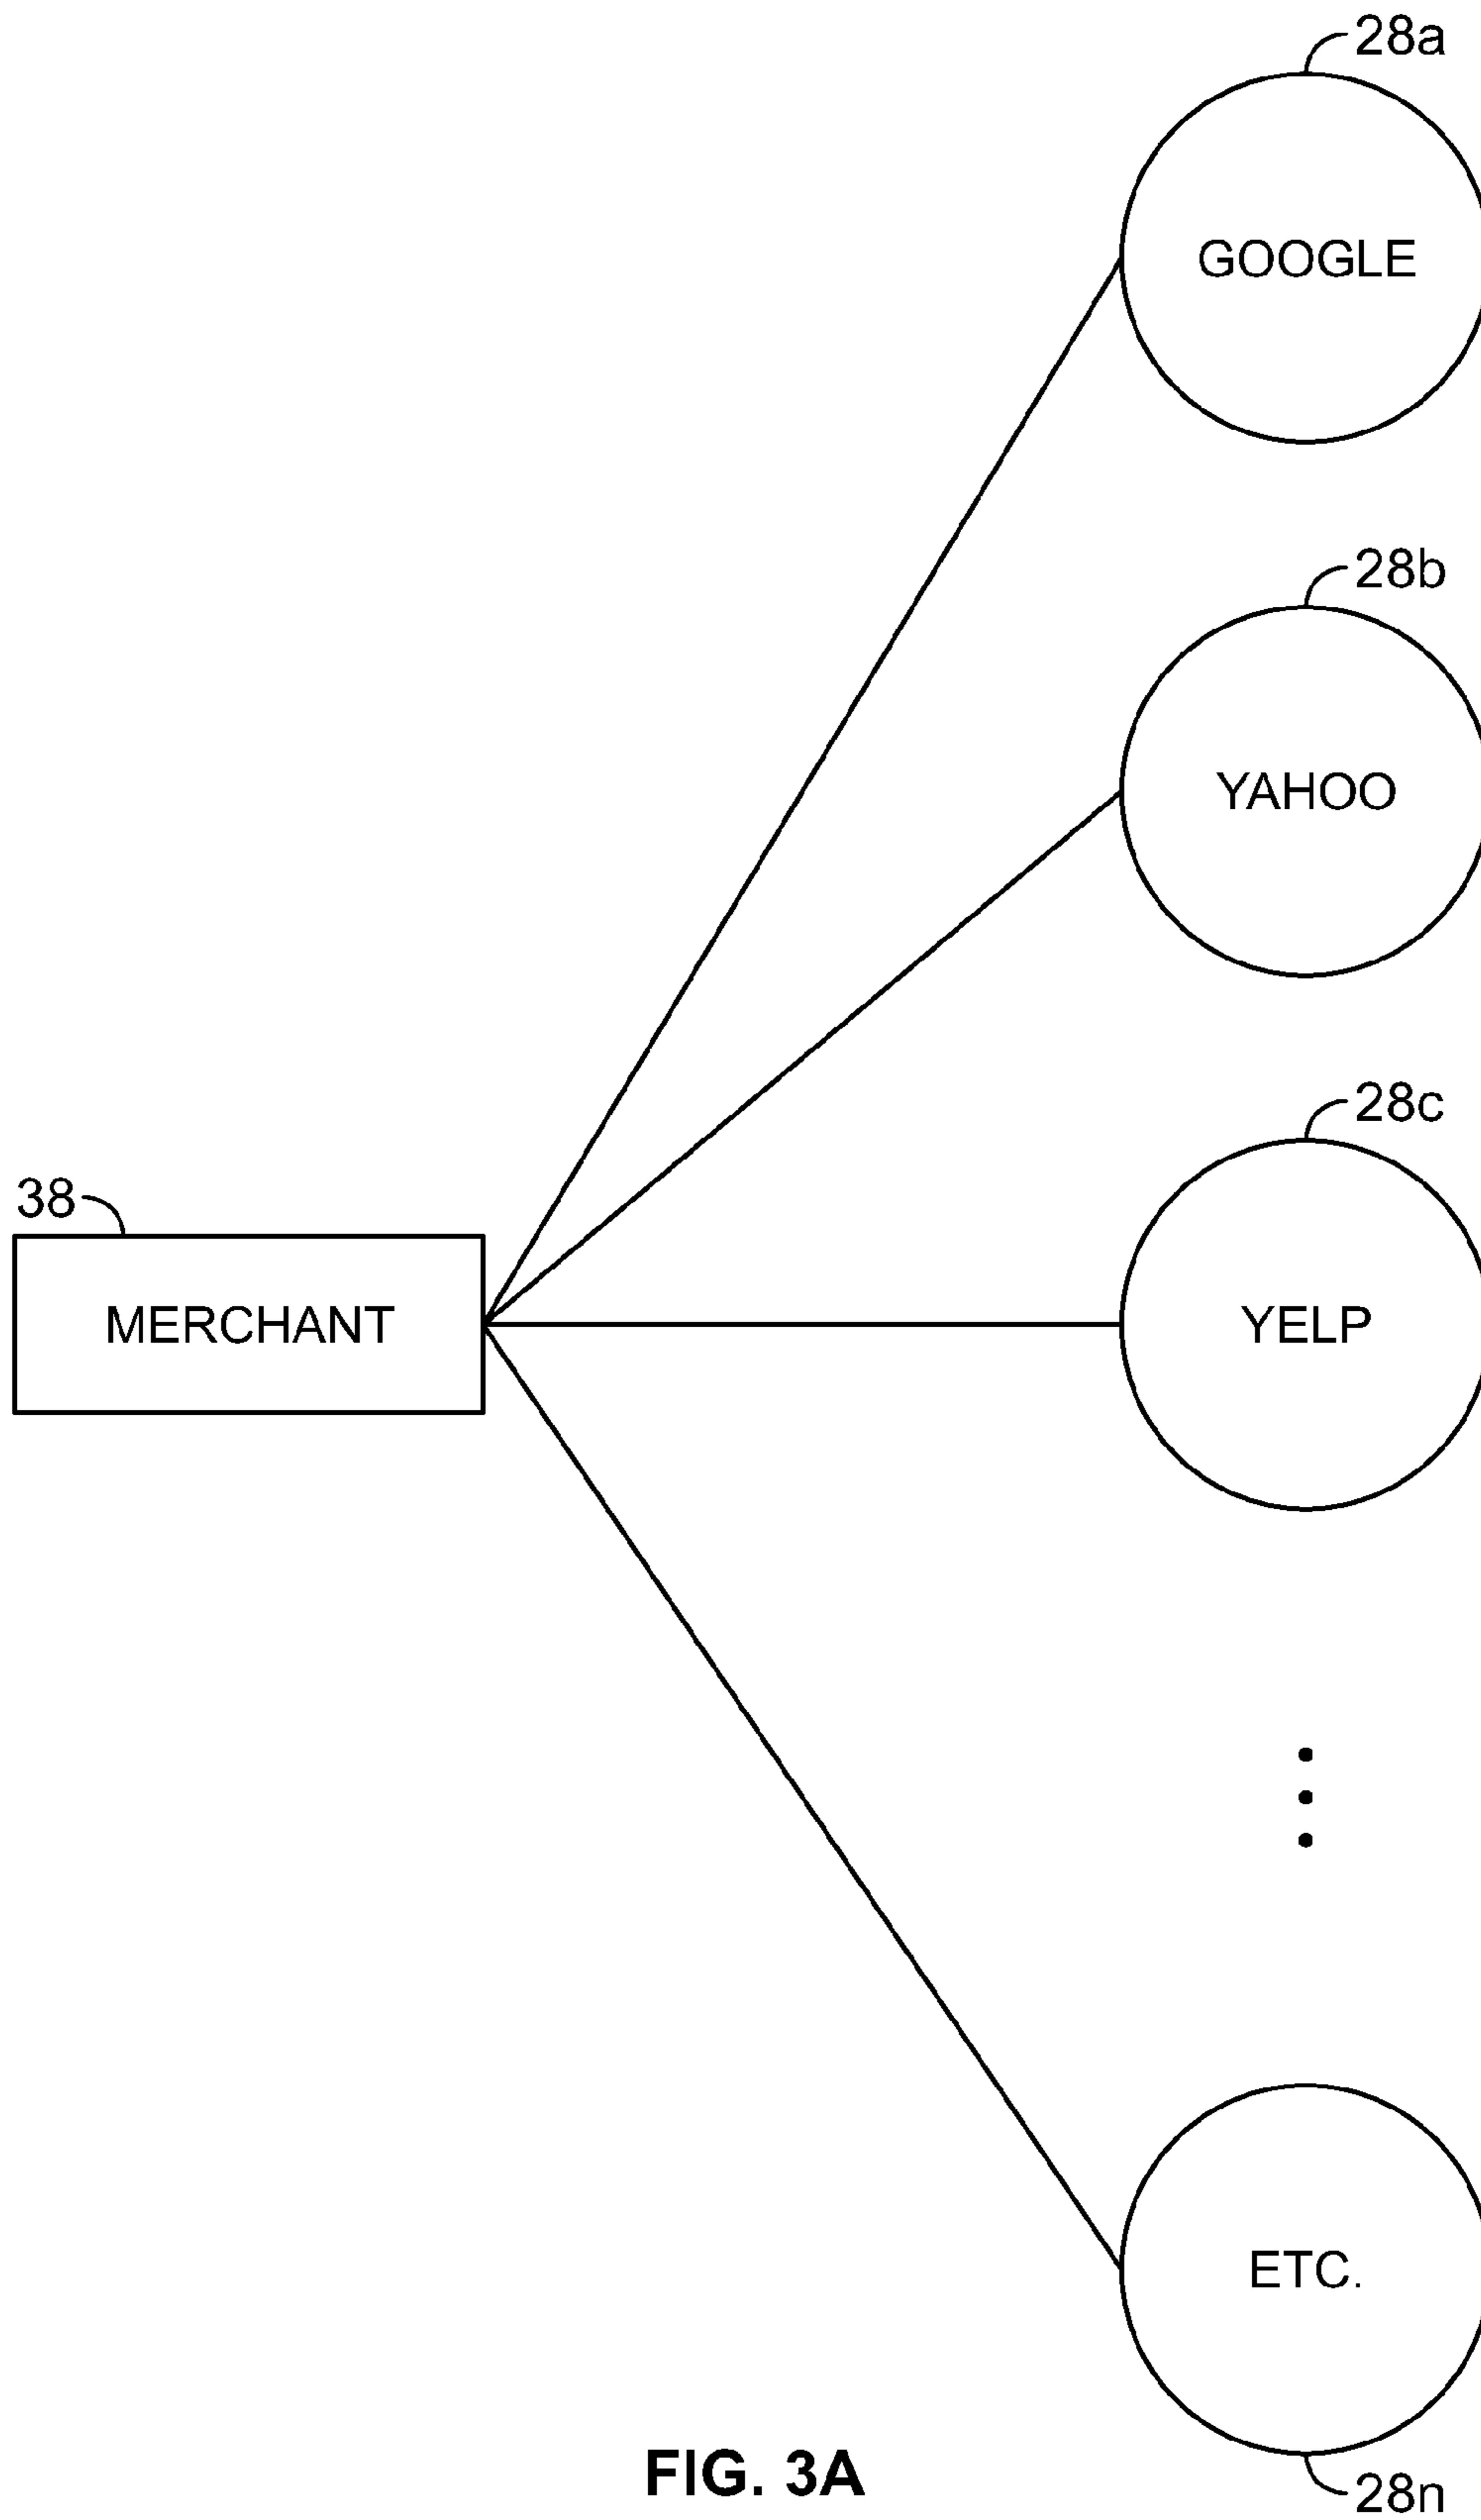 28a
GOOGLE
28b
YAHOO
28c
38
MERCHANT
YELP
ETC.
FIG. 3A
28n